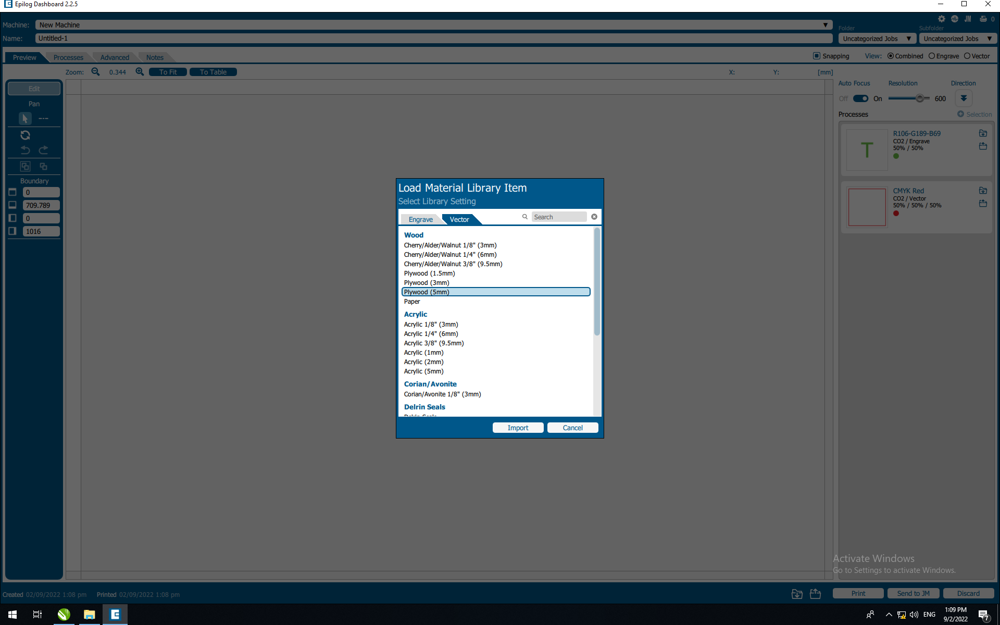 Epilog Dashboard 2.2.5
Machine: New Machine
Name: Untitled-1
0
Folder Subfolder
Uncategorized Jobs Uncategorized Jobs
Preview Processes Advanced Notes
Snapping View: Combined Engrave Vector
Zoom: 0.344 To Fit To Table X: Y: [mm]
Edit
Pan
Boundary
0
709.789
0
1016
Auto Focus Resolution Direction
Off On 600
Processes Selection
T
R106-G189-B69
CO2 / Engrave
50% / 50%
CMYK Red
CO2 / Vector
50% / 50% / 50%
JM
Load Material Library Item
Select Library Setting
Engrave Vector Search
Wood
Cherry/Alder/Walnut 1/8" (3mm)
Cherry/Alder/Walnut 1/4" (6mm)
Cherry/Alder/Walnut 3/8" (9.5mm)
Plywood (1.5mm)
Plywood (3mm)
Plywood (5mm)
Paper
Acrylic
Acrylic 1/8" (3mm)
Acrylic 1/4" (6mm)
Acrylic 3/8" (9.5mm)
Acrylic (1mm)
Acrylic (2mm)
Acrylic (5mm)
Corian/Avonite
Corian/Avonite 1/8" (3mm)
Delrin Seals
Import Cancel
Activate Windows
Go to Settings to activate Windows.
Created 02/09/2022 1:08 pm Printed 02/09/2022 1:08 pm
Print Send to JM Discard
ENG
1:09 PM
9/2/2022
7